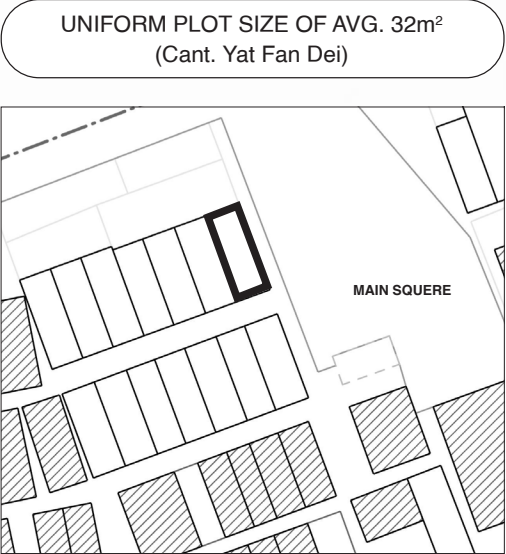 UNIFORM PLOT SIZE OF AVG. 32m²
(Cant. Yat Fan Dei)
MAIN SQUERE